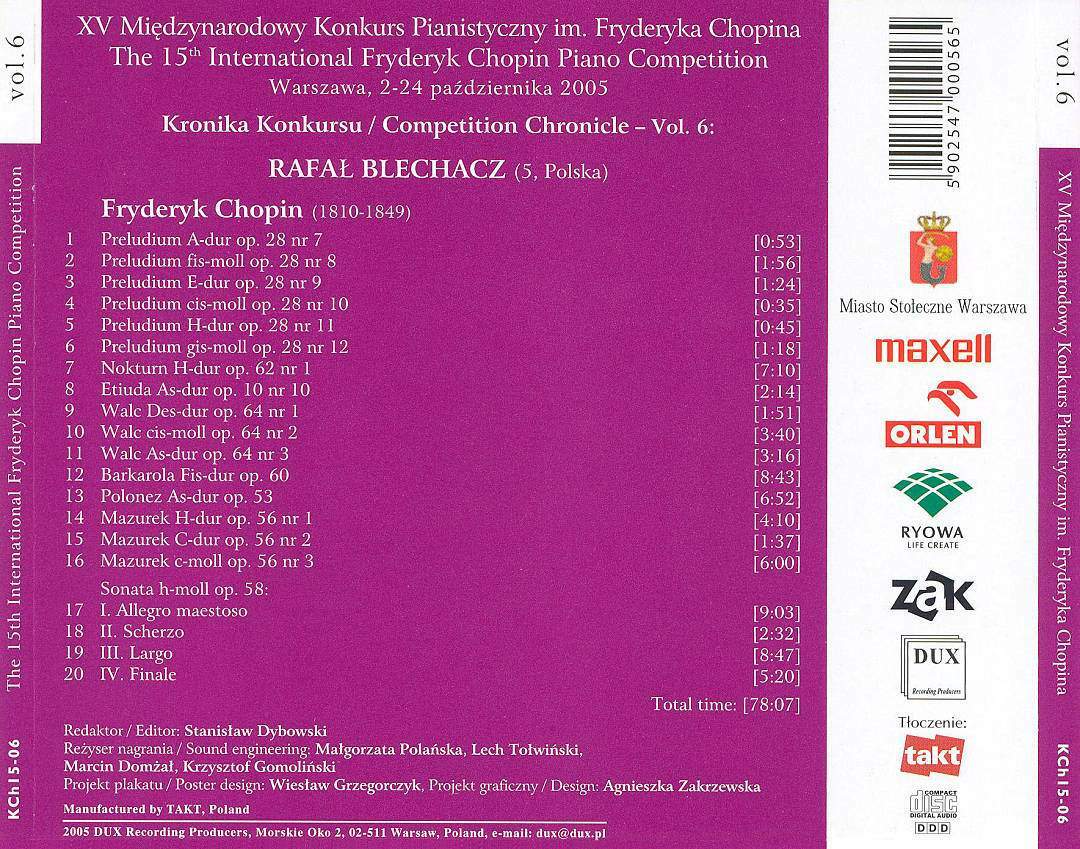 vol.6
The 15th International Fryderyk Chopin Piano Competition
KCh15-06
XV Międzynarodowy Konkurs Pianistyczny im. Fryderyka Chopina
The 15th International Fryderyk Chopin Piano Competition
Warszawa, 2-24 października 2005
Kronika Konkursu / Competition Chronicle – Vol. 6:
RAFAŁ BLECHACZ (5, Polska)
Fryderyk Chopin (1810-1849)
1 Preludium A-dur op. 28 nr 7 [0:53]
2 Preludium fis-moll op. 28 nr 8 [1:56]
3 Preludium E-dur op. 28 nr 9 [1:24]
4 Preludium cis-moll op. 28 nr 10 [0:35]
5 Preludium H-dur op. 28 nr 11 [0:45]
6 Preludium gis-moll op. 28 nr 12 [1:18]
7 Nokturn H-dur op. 62 nr 1 [7:10]
8 Etiuda As-dur op. 10 nr 10 [2:14]
9 Walc Des-dur op. 64 nr 1 [1:51]
10 Walc cis-moll op. 64 nr 2 [3:40]
11 Walc As-dur op. 64 nr 3 [3:16]
12 Barkarola Fis-dur op. 60 [8:43]
13 Polonez As-dur op. 53 [6:52]
14 Mazurek H-dur op. 56 nr 1 [4:10]
15 Mazurek C-dur op. 56 nr 2 [1:37]
16 Mazurek c-moll op. 56 nr 3 [6:00]
Sonata h-moll op. 58:
17 I. Allegro maestoso [9:03]
18 II. Scherzo [2:32]
19 III. Largo [8:47]
20 IV. Finale [5:20]
Total time: [78:07]
Redaktor / Editor: Stanisław Dybowski
Reżyser nagrania / Sound engineering: Małgorzata Polańska, Lech Tołwiński,
Marcin Domżał, Krzysztof Gomoliński
Projekt plakatu / Poster design: Wiesław Grzegorczyk, Projekt graficzny / Design: Agnieszka Zakrzewska
Manufactured by TAKT, Poland
2005 DUX Recording Producers, Morskie Oko 2, 02-511 Warsaw, Poland, e-mail: dux@dux.pl
5 902547 000565
Miasto Stołeczne Warszawa
maxell
ORLEN
RYOWA
LIFE CREATE
zak
DUX
Recording Producers
Tłoczenie:
takt
COMPACT
disc
DIGITAL AUDIO
DDD
vol.6
XV Międzynarodowy Konkurs Pianistyczny im. Fryderyka Chopina
KCh15-06